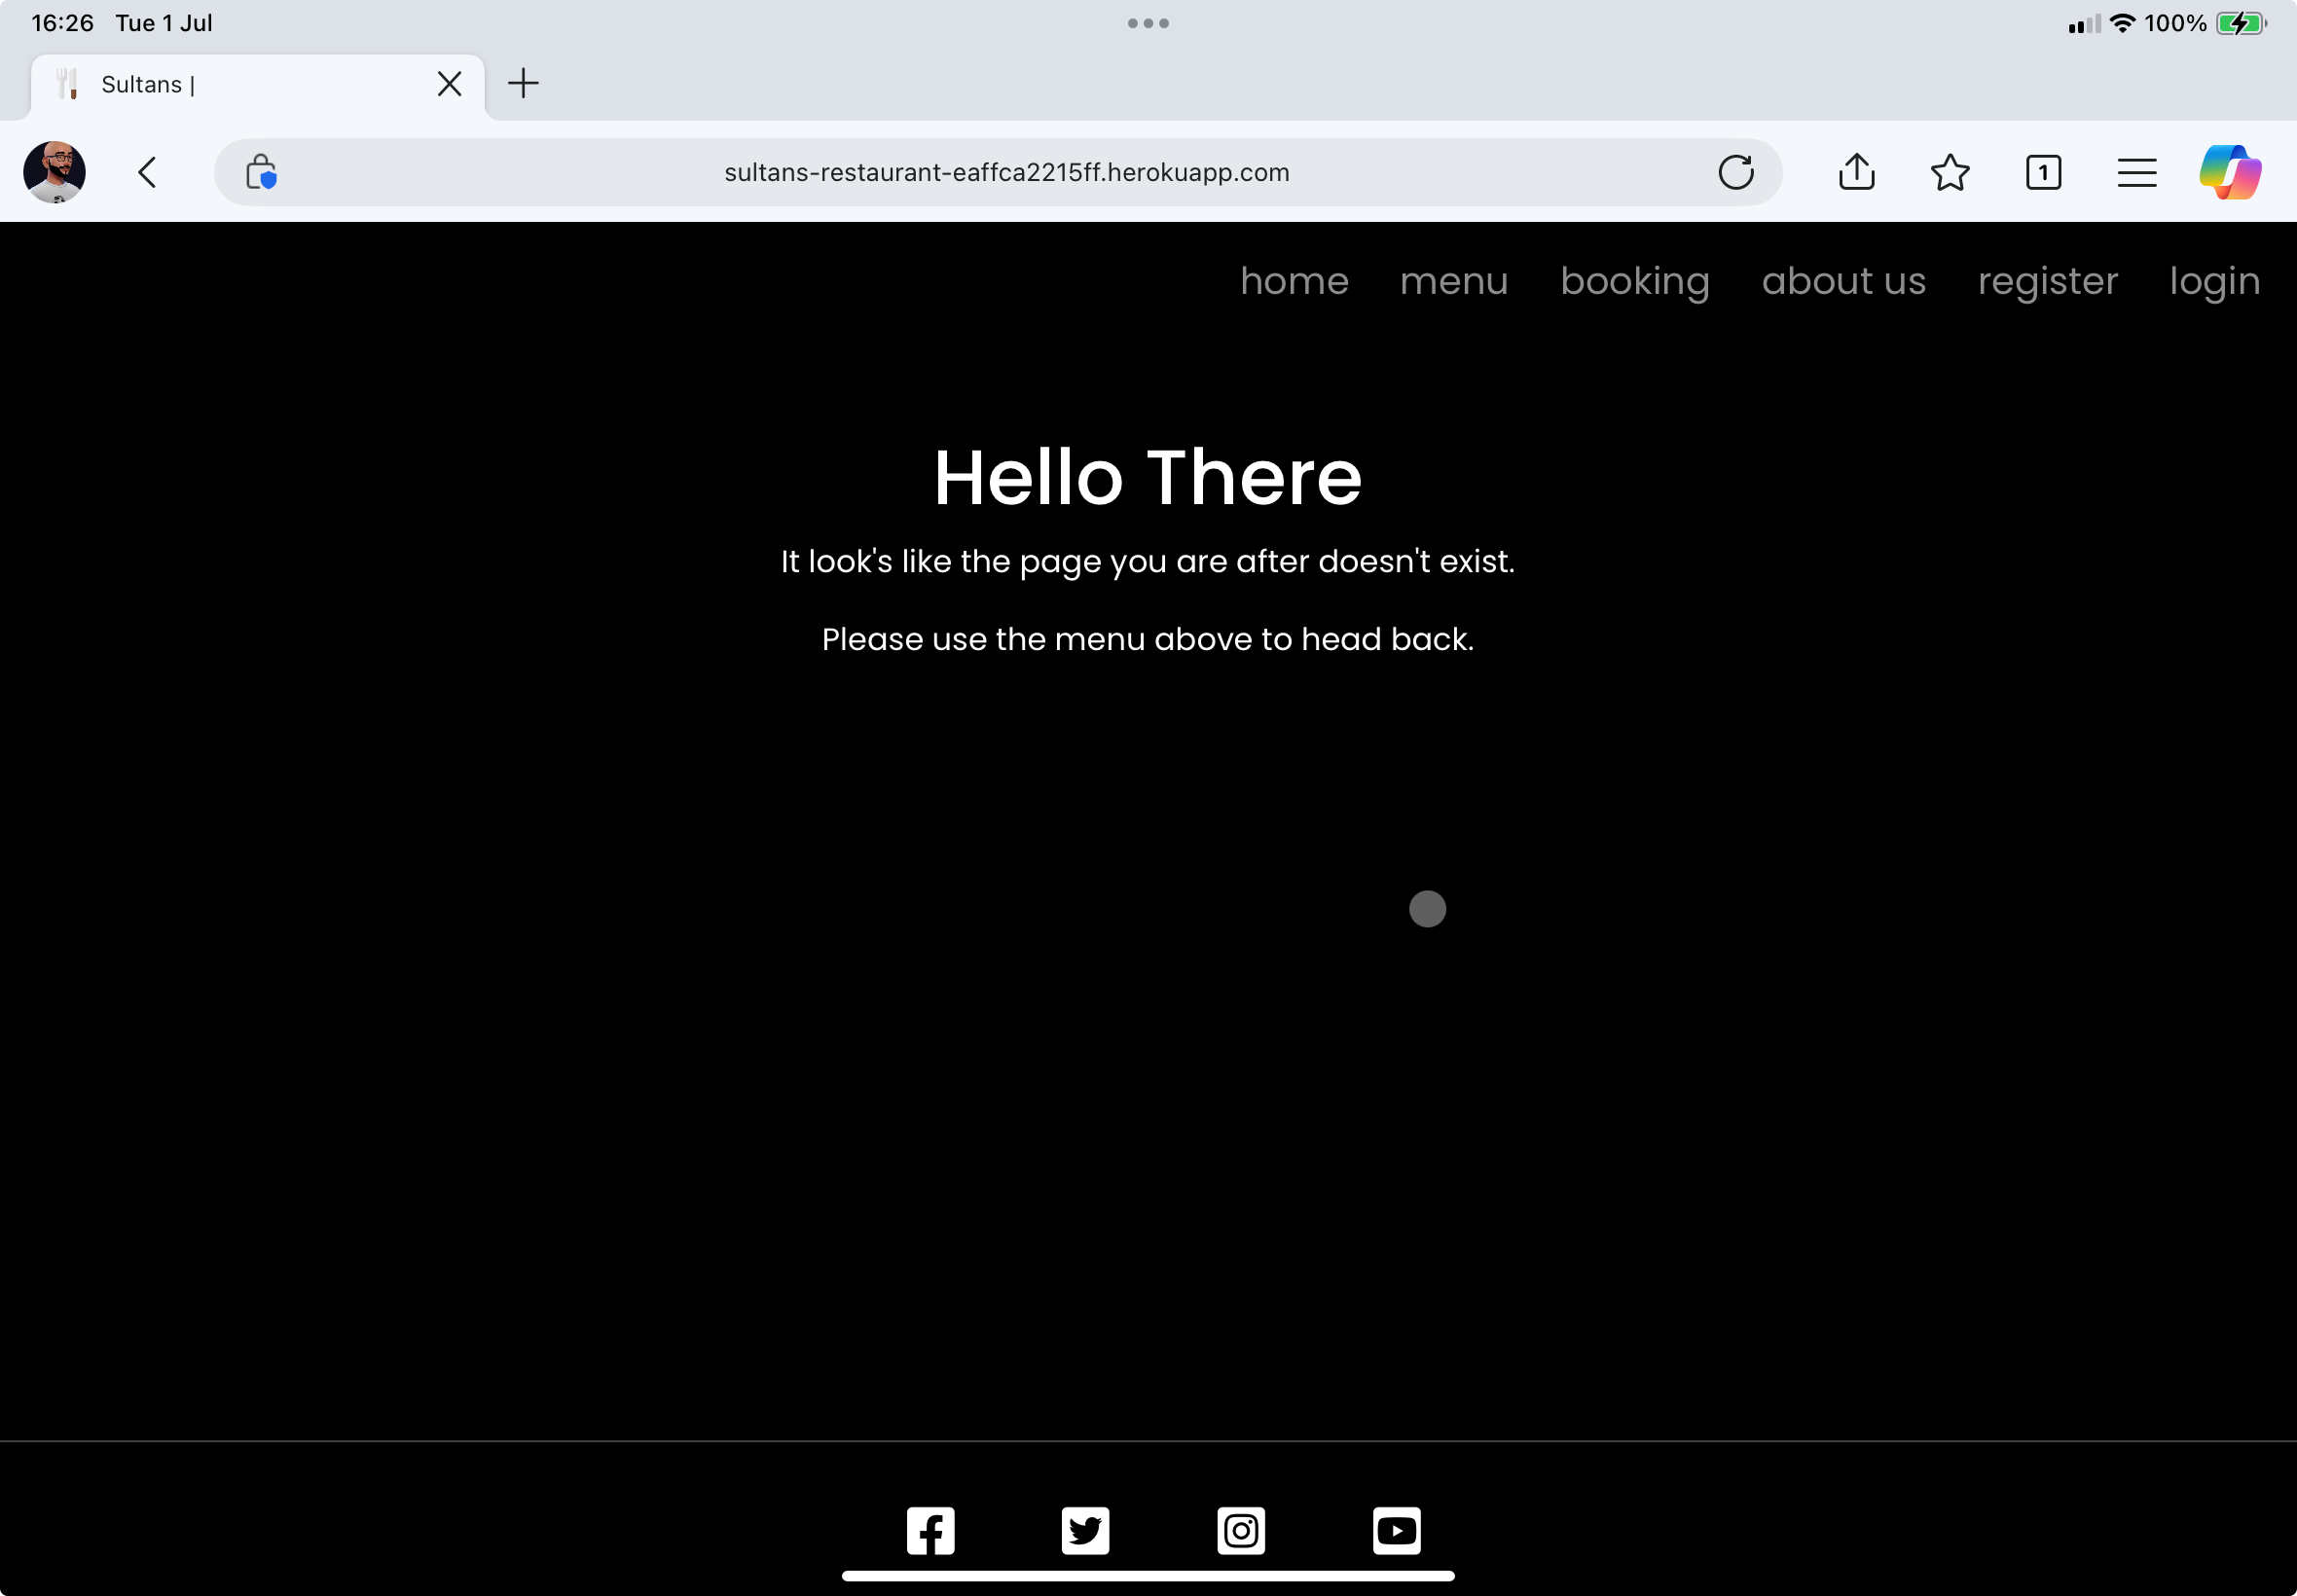 16:26 Tue 1 Jul 100%
Sultans |
sultans-restaurant-eaffca2215ff.herokuapp.com 1
home menu booking about us register login
Hello There
It look's like the page you are after doesn't exist.
Please use the menu above to head back.